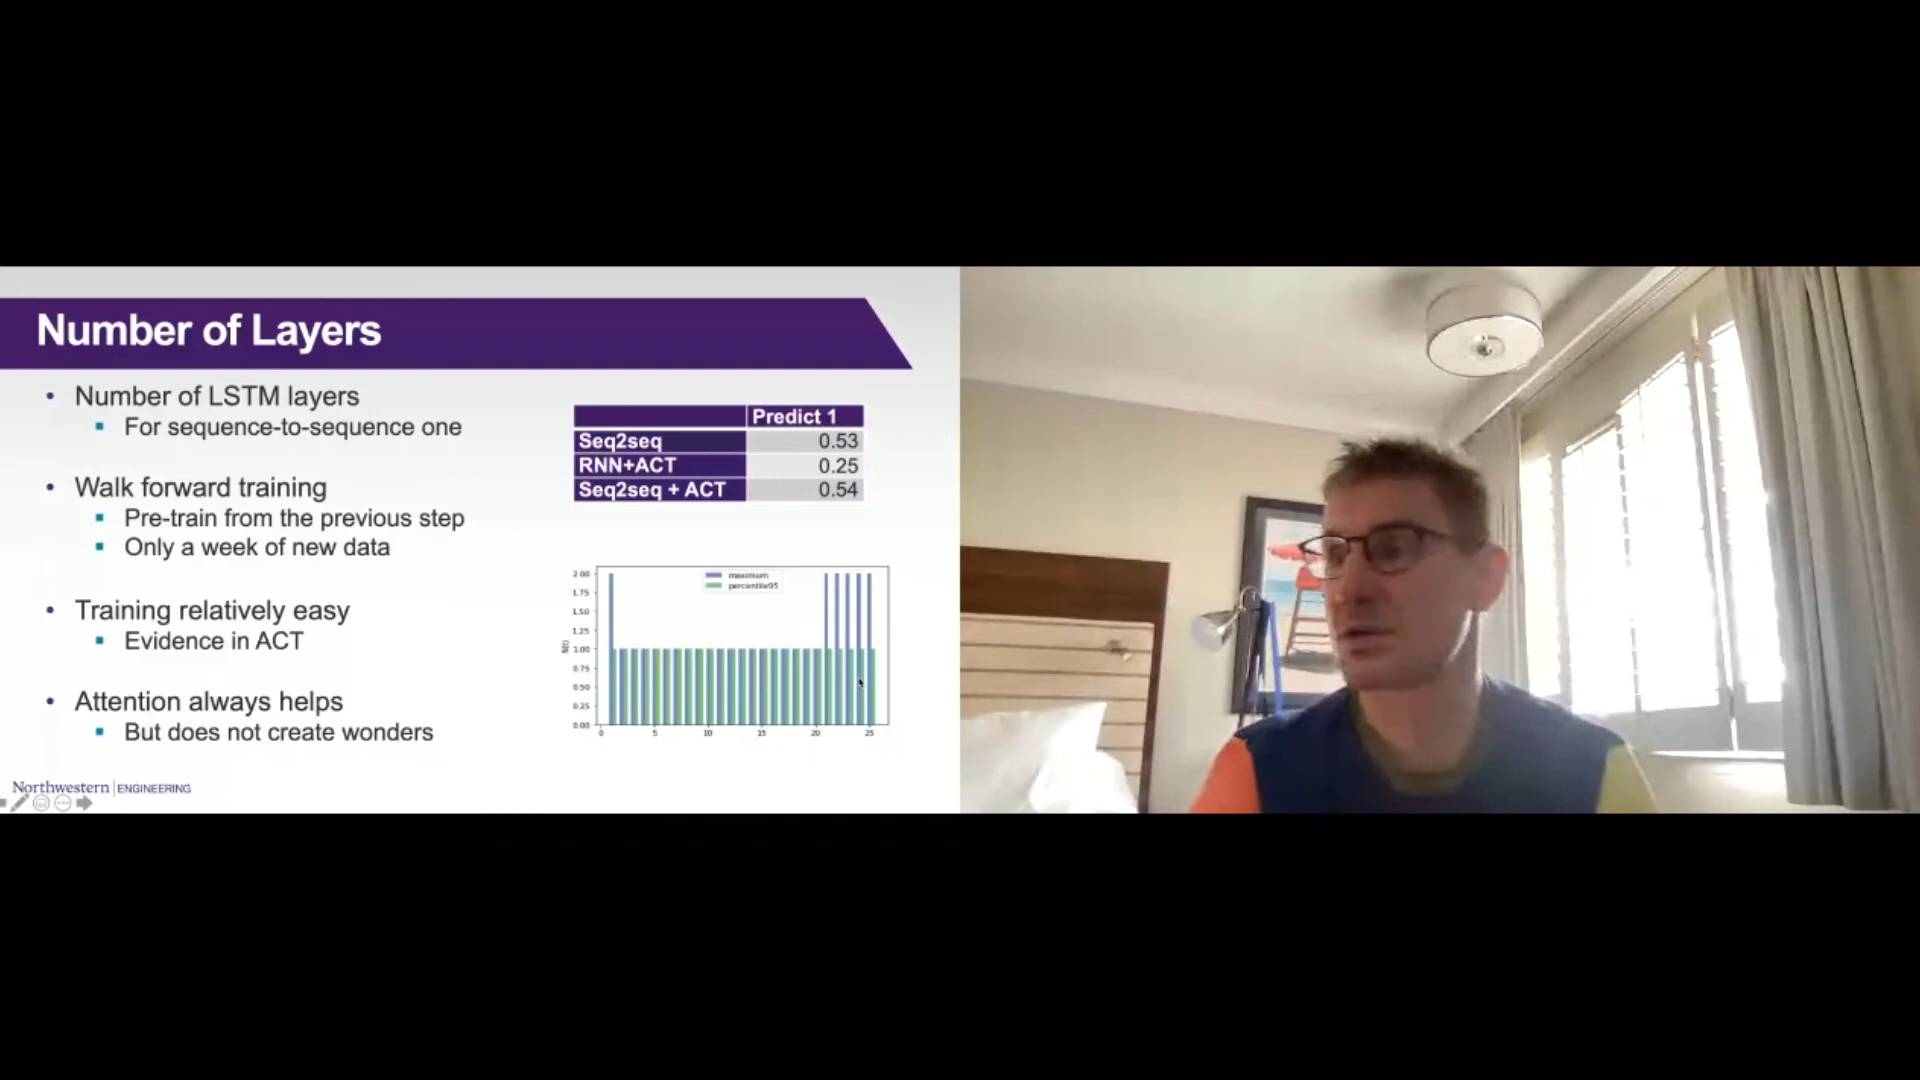 Number of Layers
Number of LSTM layers
For sequence-to-sequence one
Walk forward training
Pre-train from the previous step
Only a week of new data
Training relatively easy
Evidence in ACT
Attention always helps
But does not create wonders
Predict 1
Seq2seq 0.53
RNN+ACT 0.25
Seq2seq + ACT 0.54
maximum
percentile95
2.00
1.75
1.50
1.25
1.00
0.75
0.50
0.25
0.00
0 5 10 15 20 25
Northwestern | ENGINEERING